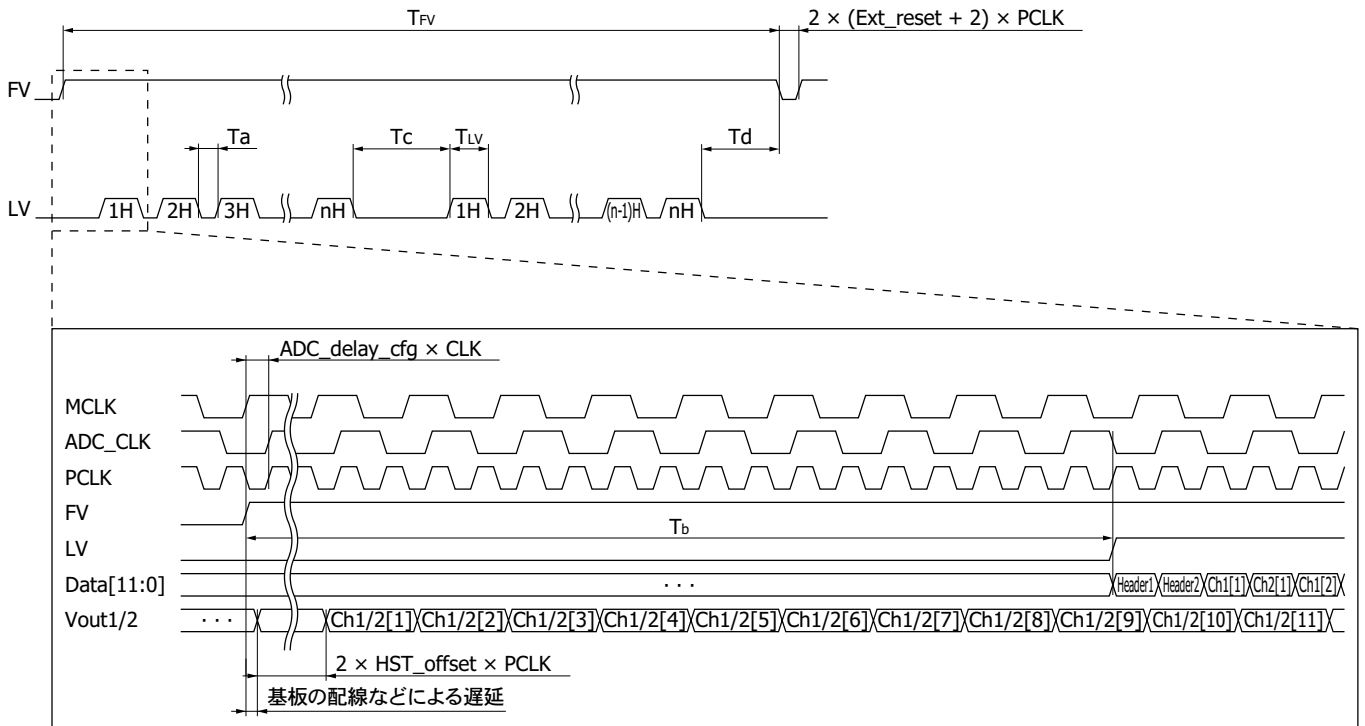 TFV 2 × (Ext_reset + 2) × PCLK
FV
Ta Tc TLV Td
LV 1H 2H 3H nH 1H 2H (n-1)H nH
ADC_delay_cfg × CLK
MCLK
ADC_CLK
PCLK
FV
Tb
LV
Data[11:0] ··· Header1 Header2 Ch1[1] Ch2[1] Ch1[2]
Vout1/2 ··· Ch1/2[1] Ch1/2[2] Ch1/2[3] Ch1/2[4] Ch1/2[5] Ch1/2[6] Ch1/2[7] Ch1/2[8] Ch1/2[9] Ch1/2[10] Ch1/2[11]
2 × HST_offset × PCLK
基板の配線などによる遅延